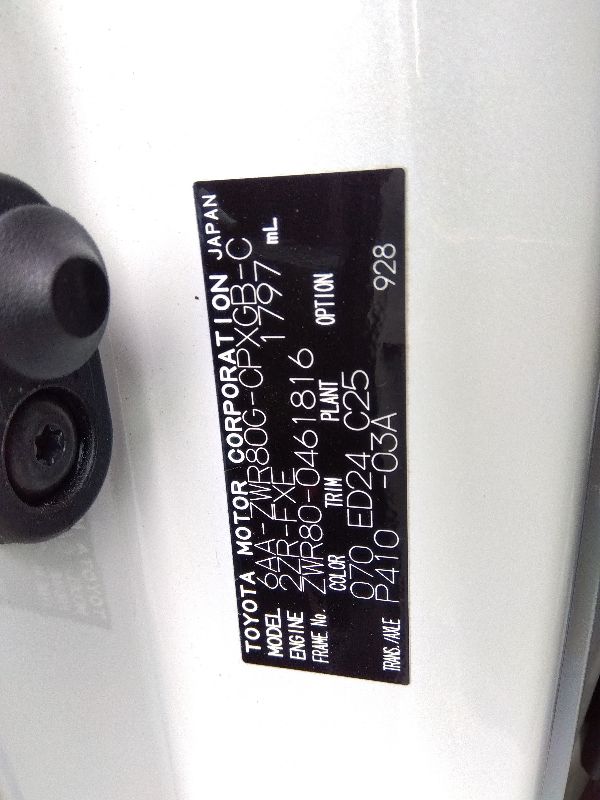 TOYOTA MOTOR CORPORATION JAPAN
MODEL 6AA-ZWR80G-CPXGB-C
ENGINE 2ZR-FXE 1797 mL
FRAME No. ZWR80-0461816
COLOR TRIM PLANT OPTION
070 ED24 C25 928
TRANS./AXLE P410 -03A